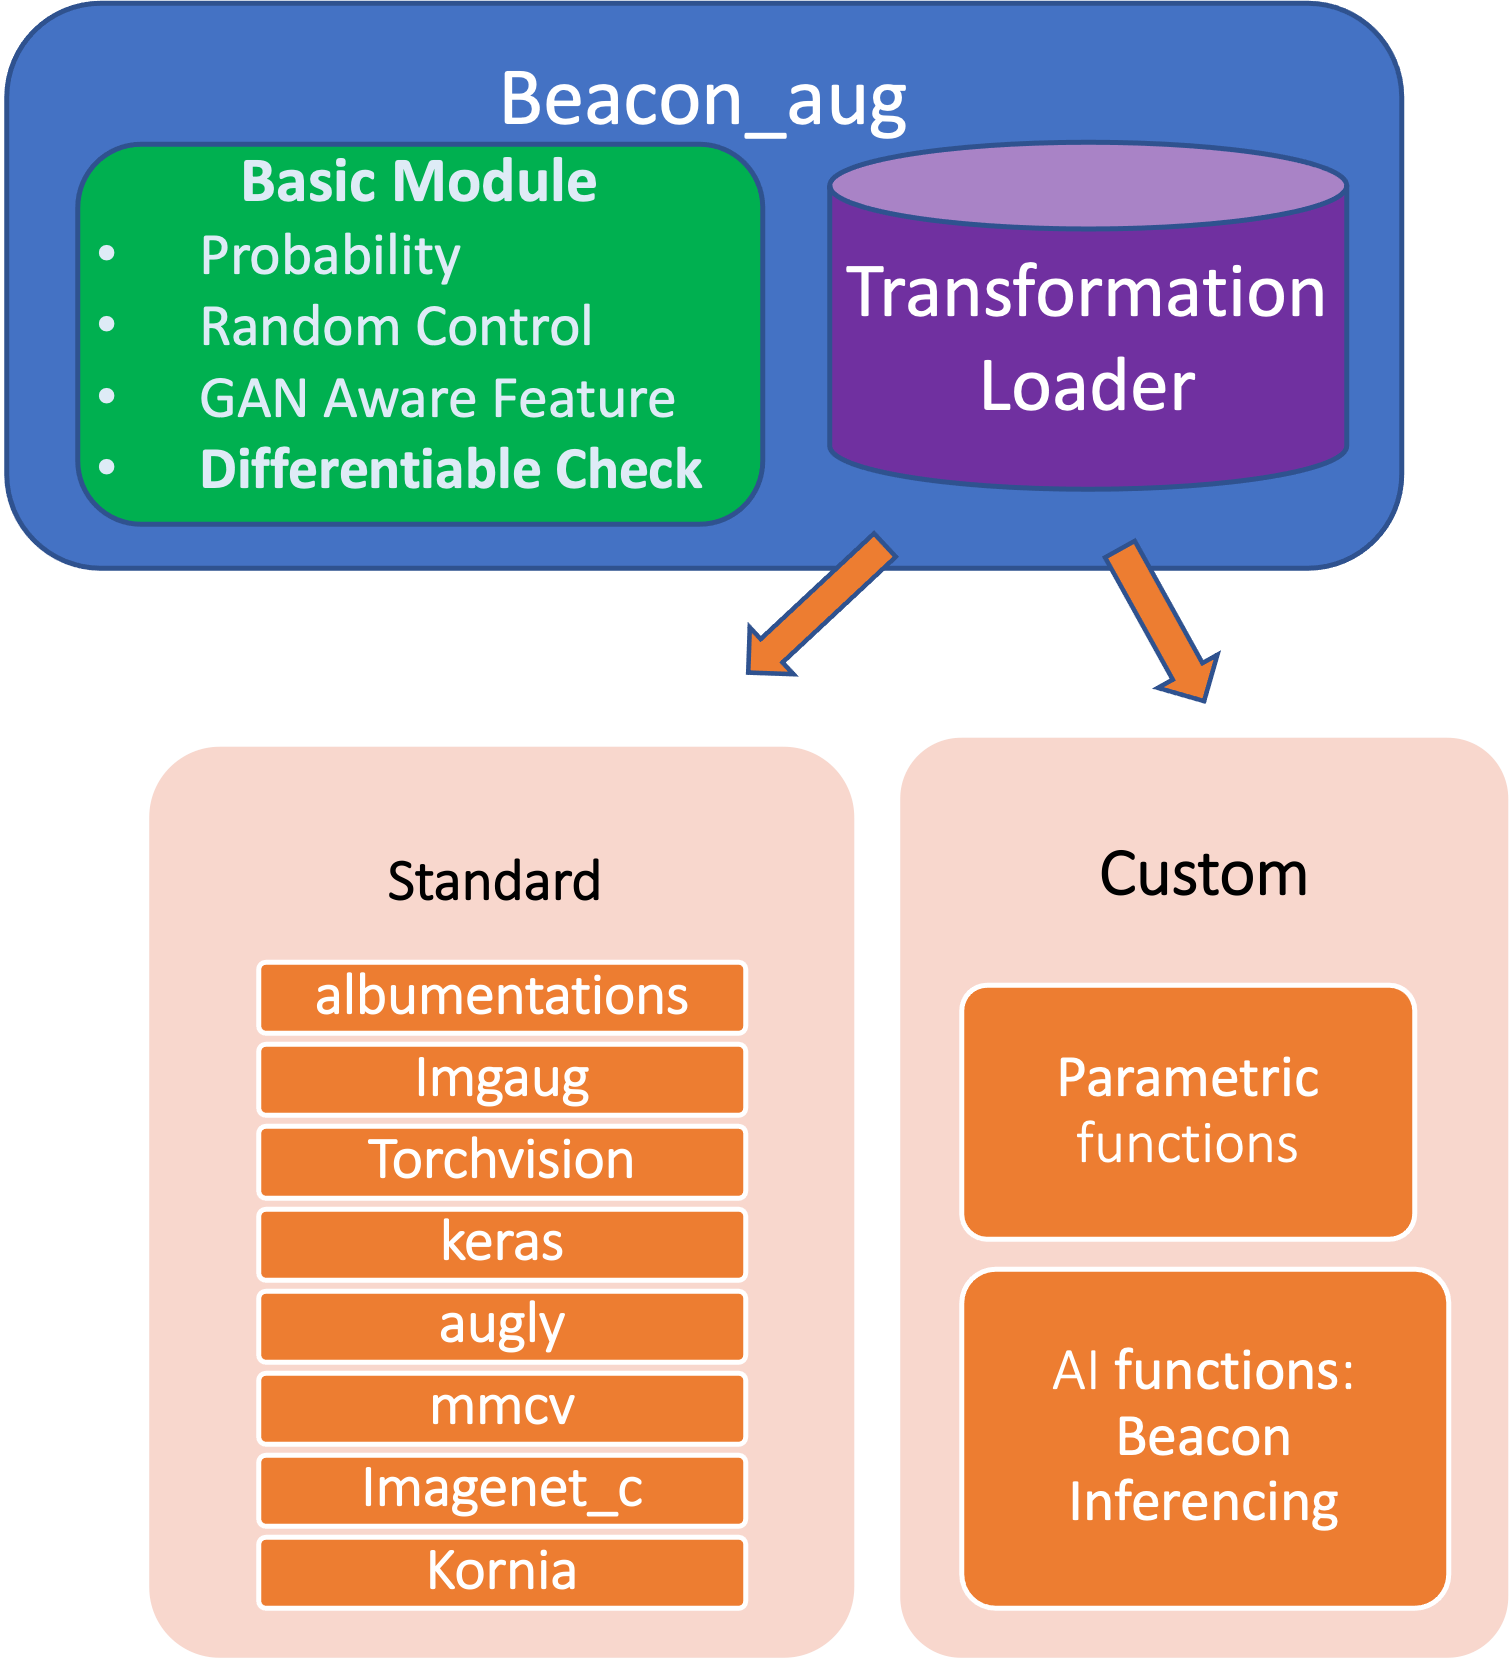 Beacon_aug
Basic Module
• Probability
• Random Control
• GAN Aware Feature
• Differentiable Check
Transformation
Loader
Standard
albumentations
Imgaug
Torchvision
keras
augly
mmcv
Imagenet_c
Kornia
Custom
Parametric
functions
AI functions:
Beacon
Inferencing